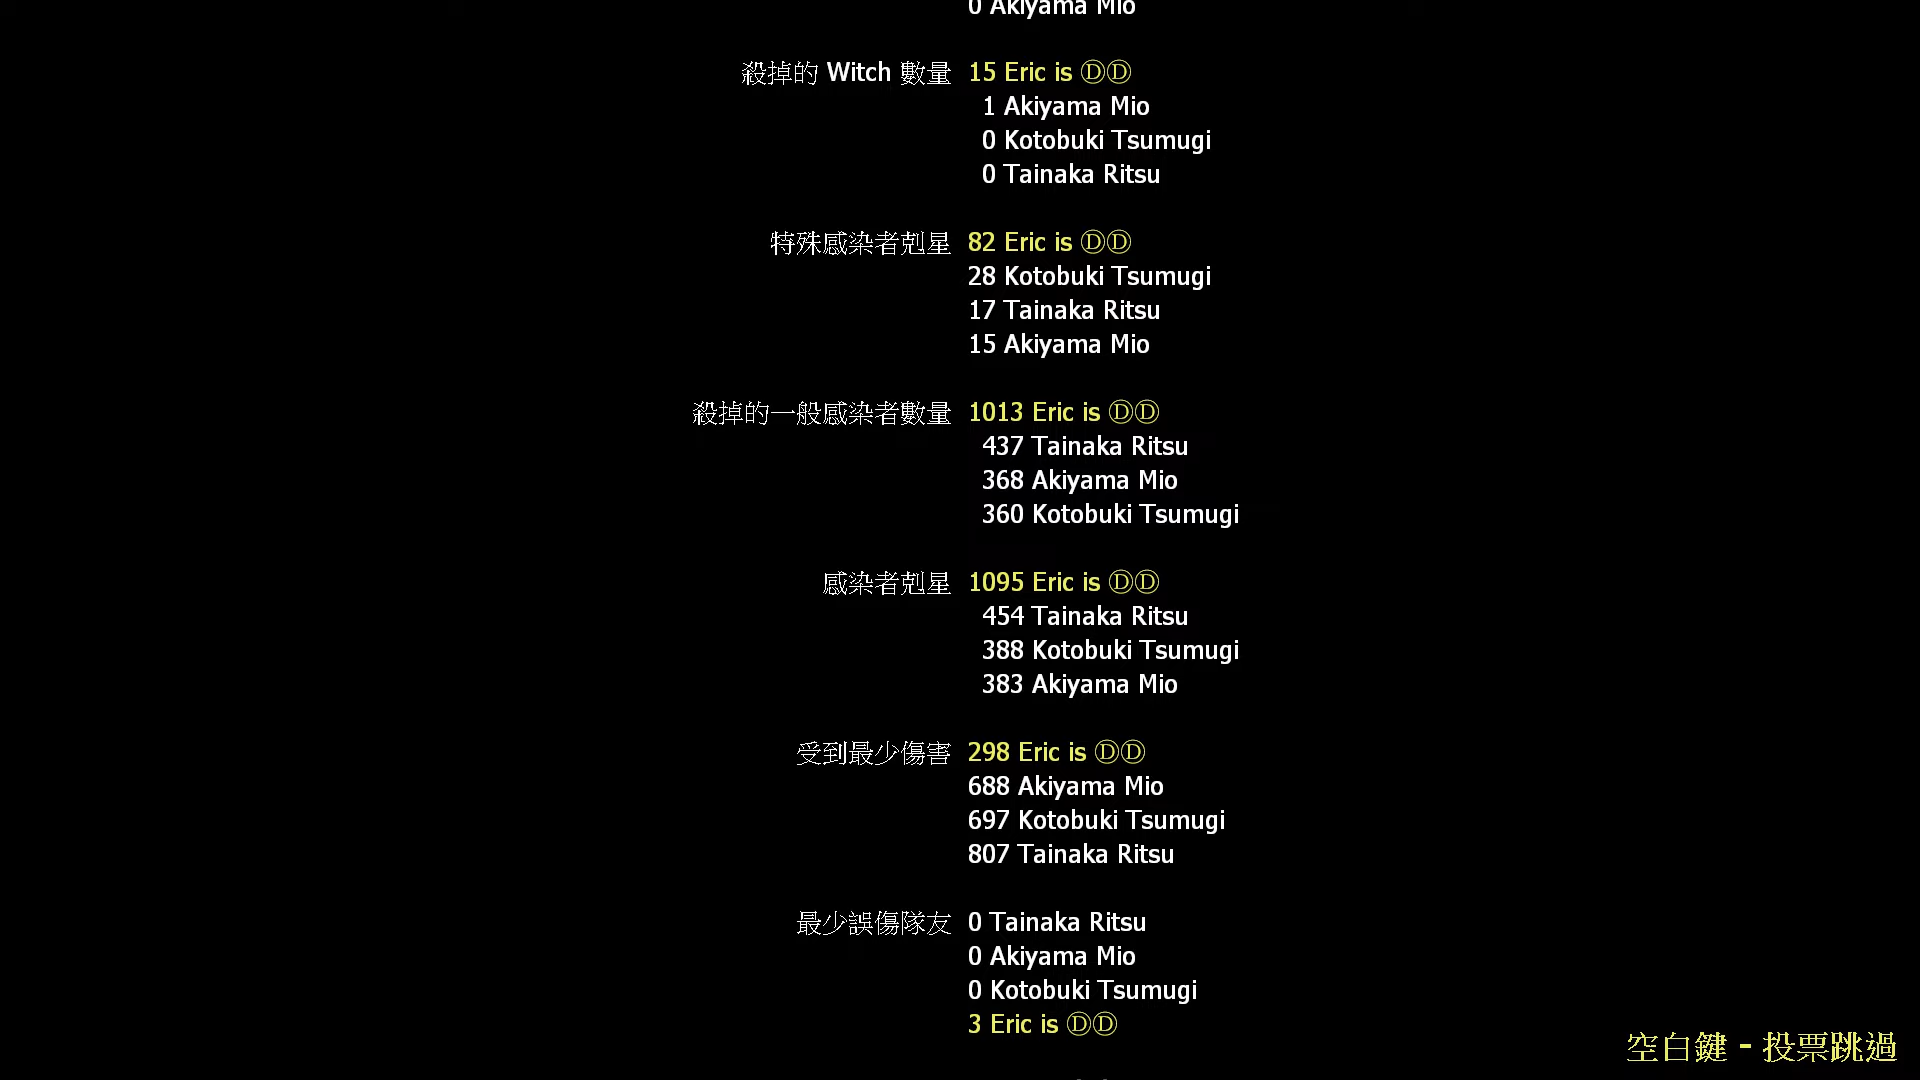 0 Akiyama Mio
殺掉的 Witch 數量 15 Eric is ⒹⒹ
1 Akiyama Mio
0 Kotobuki Tsumugi
0 Tainaka Ritsu
特殊感染者剋星 82 Eric is ⒹⒹ
28 Kotobuki Tsumugi
17 Tainaka Ritsu
15 Akiyama Mio
殺掉的一般感染者數量 1013 Eric is ⒹⒹ
437 Tainaka Ritsu
368 Akiyama Mio
360 Kotobuki Tsumugi
感染者剋星 1095 Eric is ⒹⒹ
454 Tainaka Ritsu
388 Kotobuki Tsumugi
383 Akiyama Mio
受到最少傷害 298 Eric is ⒹⒹ
688 Akiyama Mio
697 Kotobuki Tsumugi
807 Tainaka Ritsu
最少誤傷隊友 0 Tainaka Ritsu
0 Akiyama Mio
0 Kotobuki Tsumugi
3 Eric is ⒹⒹ
空白鍵 - 投票跳過